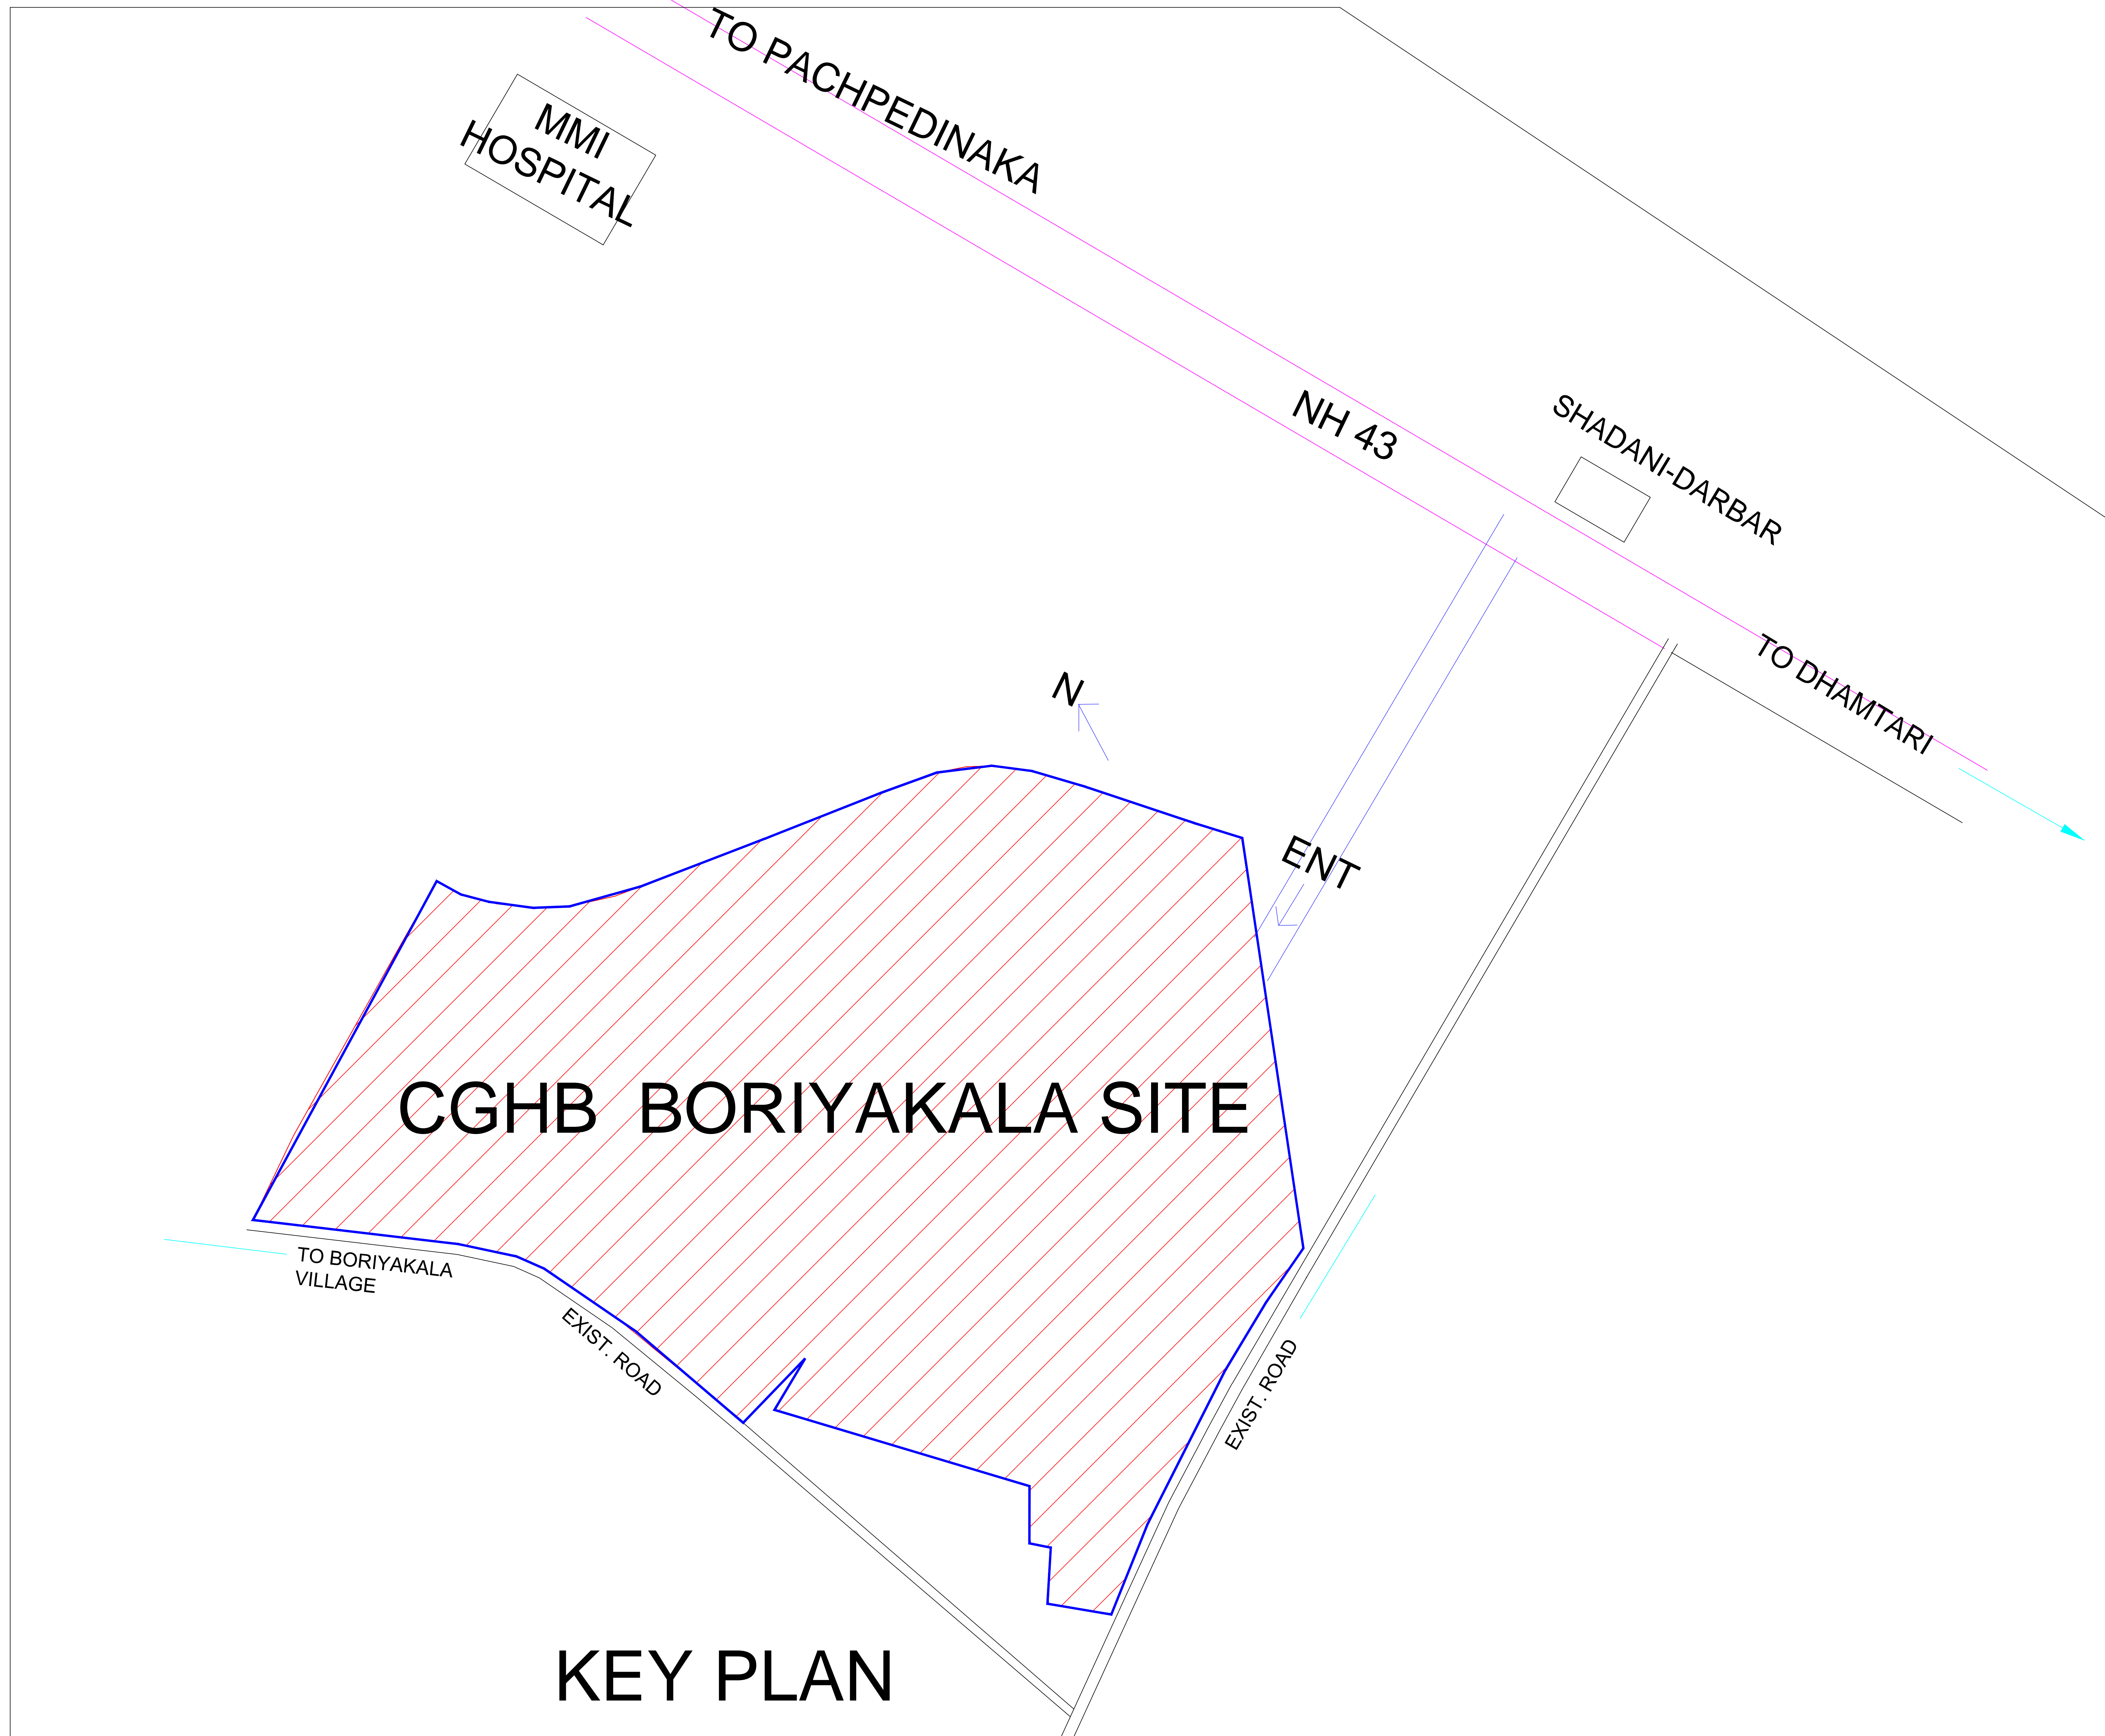 TO PACHPEDINAKA
MMI
HOSPITAL
NH 43
SHADANI-DARBAR
TO DHAMTARI
N
ENT
CGHB BORIYAKALA SITE
TO BORIYAKALA
VILLAGE
EXIST. ROAD
EXIST. ROAD
KEY PLAN